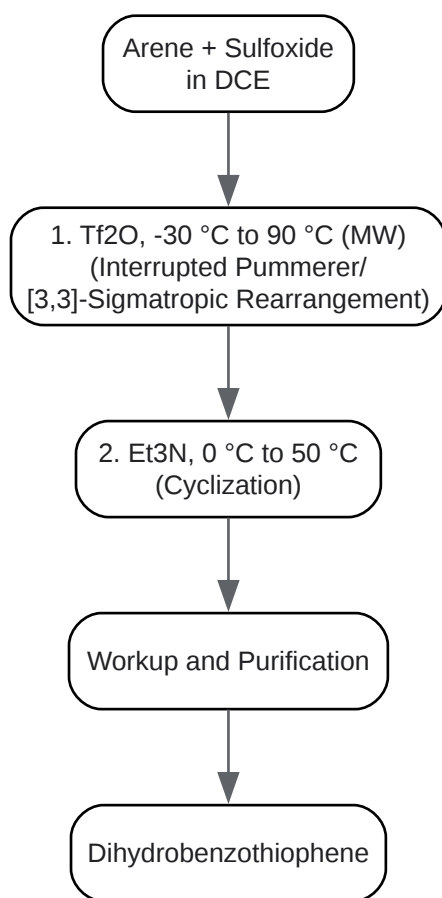 Arene + Sulfoxide
in DCE
1. Tf2O, -30 °C to 90 °C (MW)
(Interrupted Pummerer/
[3,3]-Sigmatropic Rearrangement)
2. Et3N, 0 °C to 50 °C
(Cyclization)
Workup and Purification
Dihydrobenzothiophene